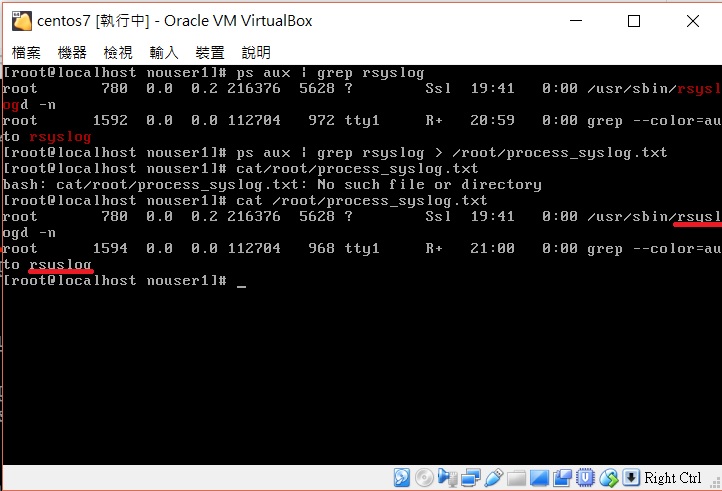 centos7 [執行中] - Oracle VM VirtualBox
檔案 機器 檢視 輸入 裝置 說明
[root@localhost nouser1]# ps aux | grep rsyslog
root 780 0.0 0.2 216376 5628 ? Ssl 19:41 0:00 /usr/sbin/rsysl
ogd -n
root 1592 0.0 0.0 112704 972 tty1 R+ 20:59 0:00 grep --color=au
to rsyslog
[root@localhost nouser1]# ps aux | grep rsyslog > /root/process_syslog.txt
[root@localhost nouser1]# cat/root/process_syslog.txt
bash: cat/root/process_syslog.txt: No such file or directory
[root@localhost nouser1]# cat /root/process_syslog.txt
root 780 0.0 0.2 216376 5628 ? Ssl 19:41 0:00 /usr/sbin/rsysl
ogd -n
root 1594 0.0 0.0 112704 968 tty1 R+ 21:00 0:00 grep --color=au
to rsyslog
[root@localhost nouser1]# _
Right Ctrl